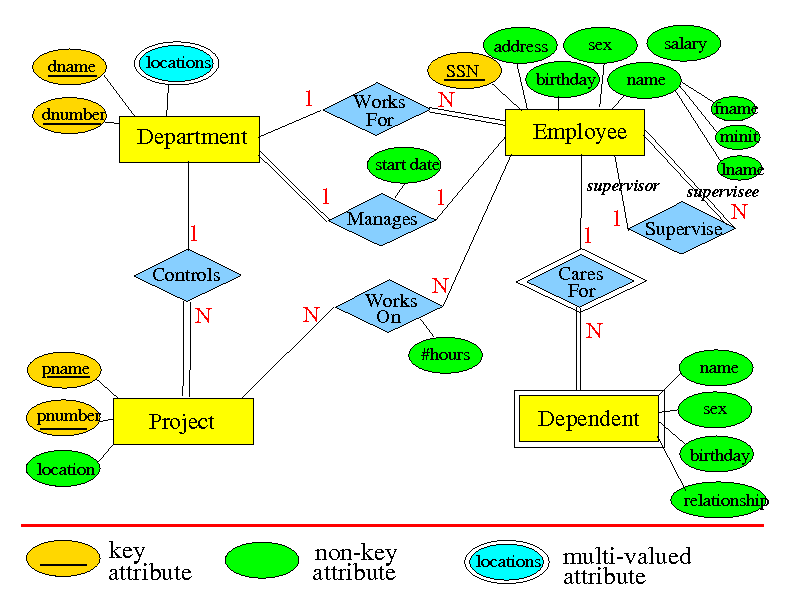 address
sex
salary
dname
locations
SSN
birthday
name
dnumber
1
Works
For
N
fname
Department
Employee
minit
start date
lname
supervisor
supervisee
1
Manages
1
1
N
Supervise
1
1
Controls
Cares
For
N
N
N
Works
On
N
#hours
pname
name
pnumber
sex
Project
Dependent
location
birthday
relationship
key
attribute
non-key
attribute
locations
multi-valued
attribute